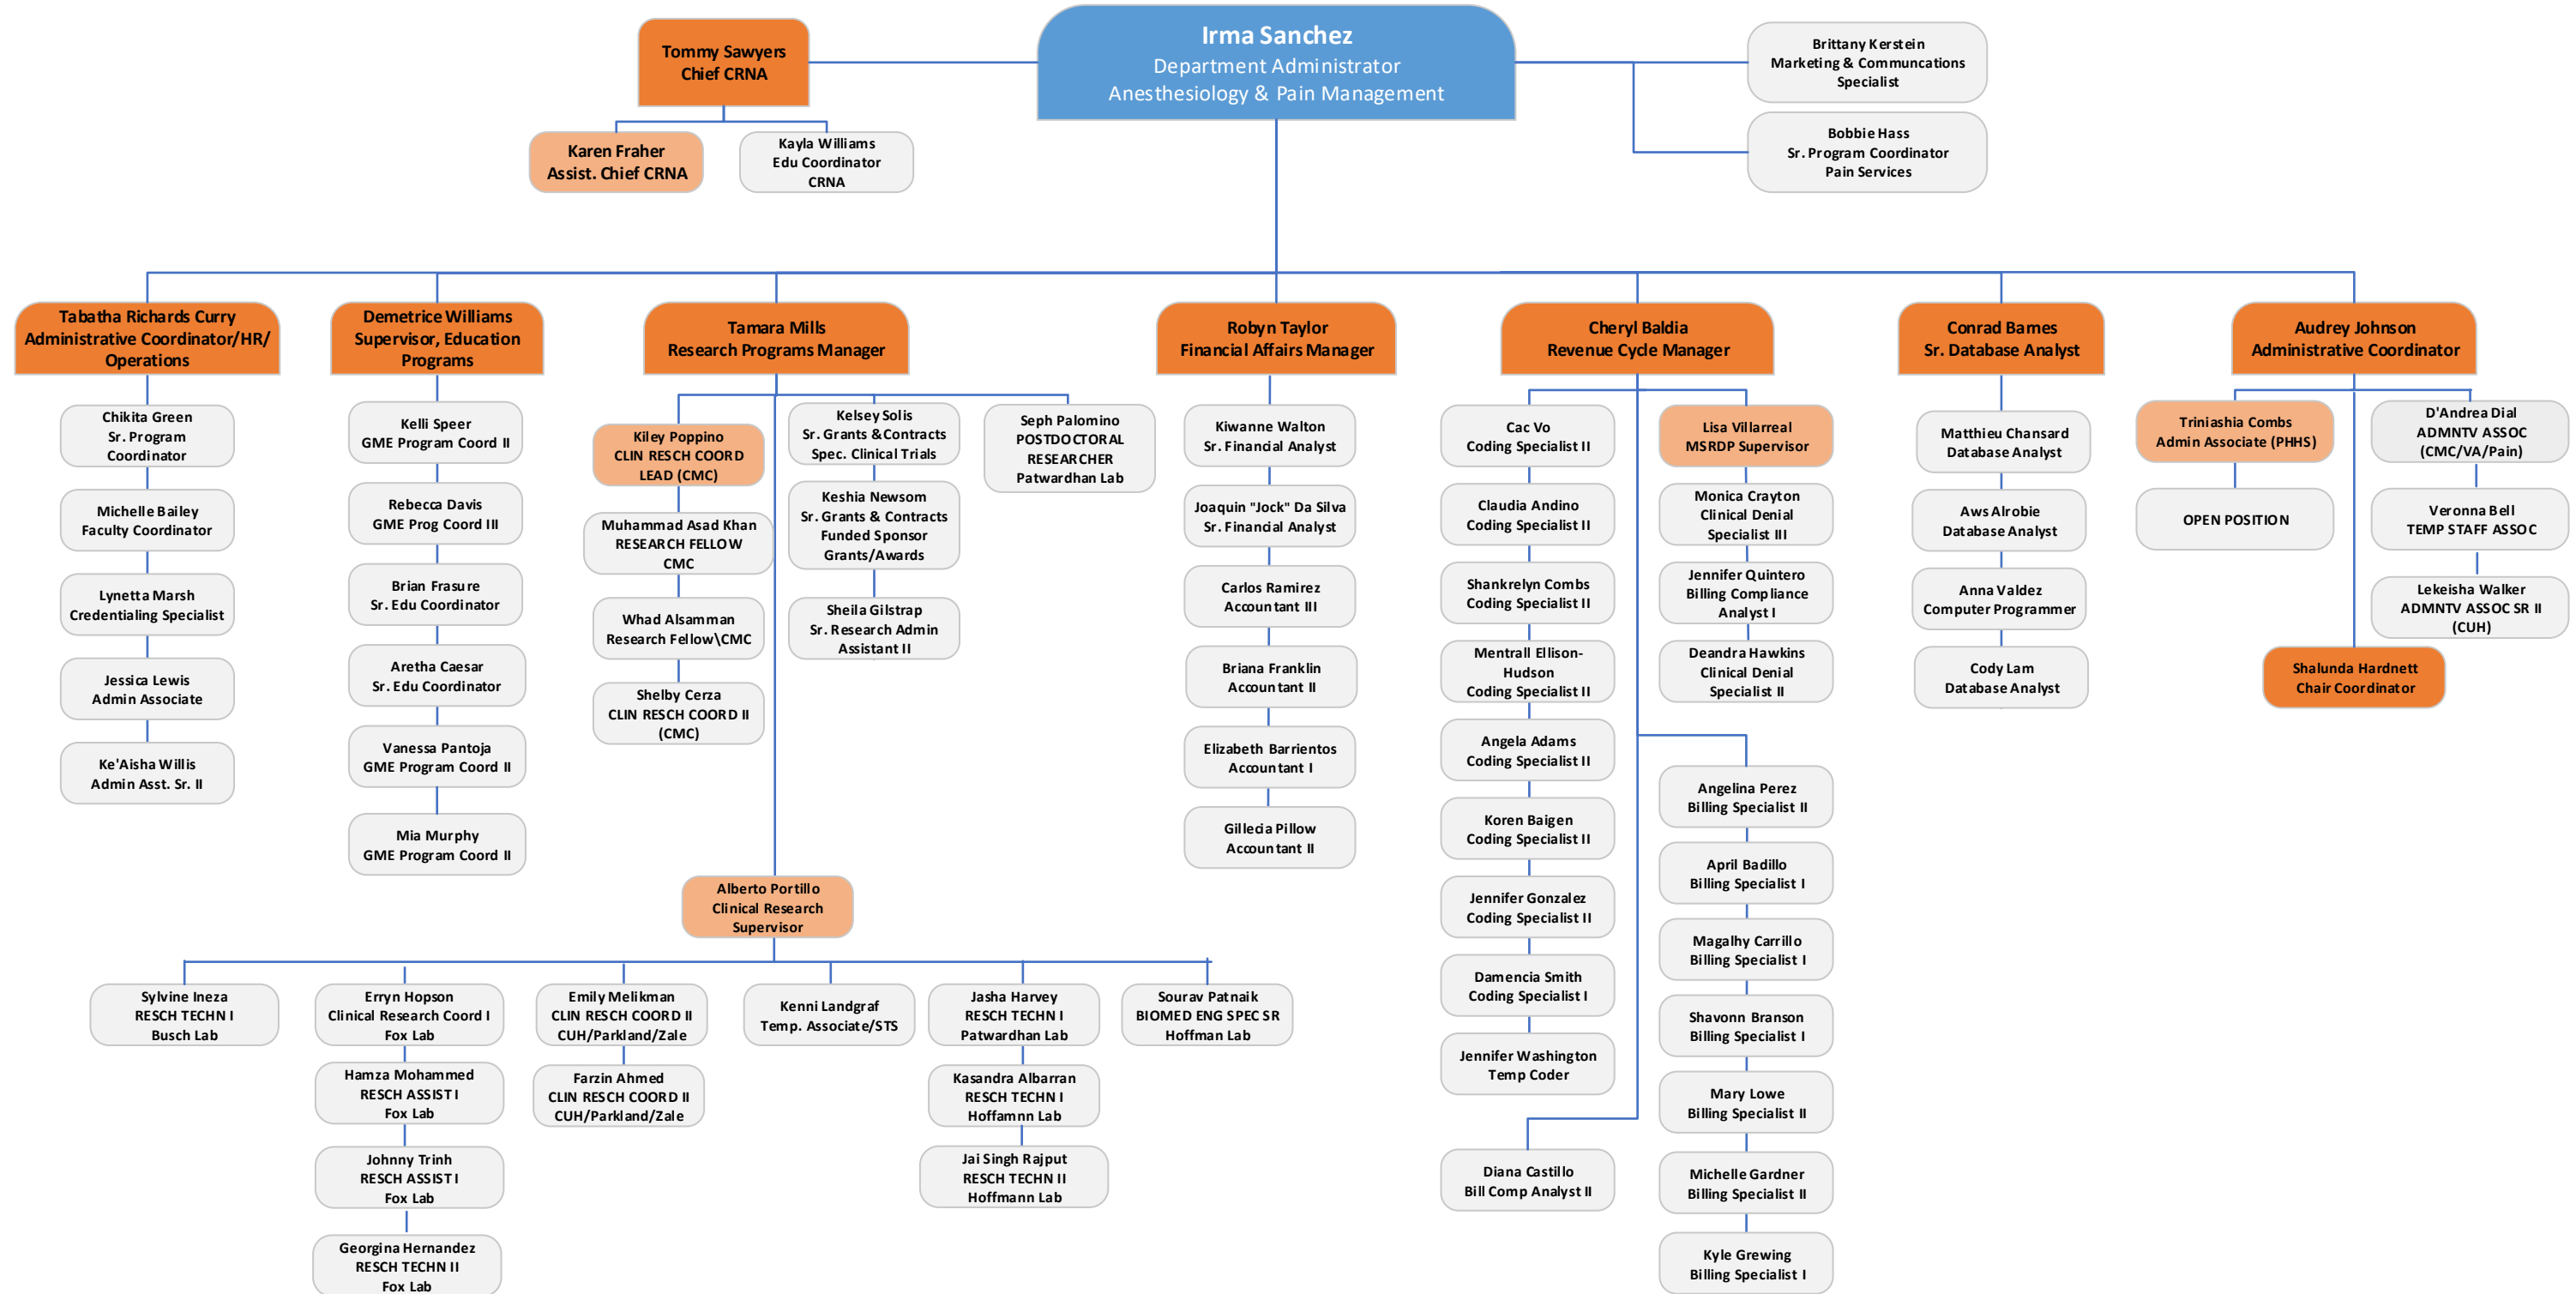 Irma Sanchez
Department Administrator
Anesthesiology & Pain Management
Tommy Sawyers
Chief CRNA
Karen Fraher
Assist. Chief CRNA
Kayla Williams
Edu Coordinator
CRNA
Brittany Kerstein
Marketing & Communcations
Specialist
Bobbie Hass
Sr. Program Coordinator
Pain Services
Tabatha Richards Curry
Administrative Coordinator/HR/
Operations
Chikita Green
Sr. Program
Coordinator
Michelle Bailey
Faculty Coordinator
Lynetta Marsh
Credentialing Specialist
Jessica Lewis
Admin Associate
Ke'Aisha Willis
Admin Asst. Sr. II
Demetrice Williams
Supervisor, Education
Programs
Kelli Speer
GME Program Coord II
Rebecca Davis
GME Prog Coord III
Brian Frasure
Sr. Edu Coordinator
Aretha Caesar
Sr. Edu Coordinator
Vanessa Pantoja
GME Program Coord II
Mia Murphy
GME Program Coord II
Tamara Mills
Research Programs Manager
Kiley Poppino
CLIN RESCH COORD
LEAD (CMC)
Muhammad Asad Khan
RESEARCH FELLOW
CMC
Whad Alsamman
Research Fellow\CMC
Shelby Cerza
CLIN RESCH COORD II
(CMC)
Kelsey Solis
Sr. Grants &Contracts
Spec. Clinical Trials
Keshia Newsom
Sr. Grants & Contracts
Funded Sponsor
Grants/Awards
Sheila Gilstrap
Sr. Research Admin
Assistant II
Seph Palomino
POSTDOCTORAL
RESEARCHER
Patwardhan Lab
Alberto Portillo
Clinical Research
Supervisor
Sylvine Ineza
RESCH TECHN I
Busch Lab
Erryn Hopson
Clinical Research Coord I
Fox Lab
Hamza Mohammed
RESCH ASSIST I
Fox Lab
Johnny Trinh
RESCH ASSIST I
Fox Lab
Georgina Hernandez
RESCH TECHN II
Fox Lab
Emily Melikman
CLIN RESCH COORD II
CUH/Parkland/Zale
Farzin Ahmed
CLIN RESCH COORD II
CUH/Parkland/Zale
Kenni Landgraf
Temp. Associate/STS
Jasha Harvey
RESCH TECHN I
Patwardhan Lab
Kasandra Albarran
RESCH TECHN I
Hoffamnn Lab
Jai Singh Rajput
RESCH TECHN II
Hoffmann Lab
Sourav Patnaik
BIOMED ENG SPEC SR
Hoffman Lab
Robyn Taylor
Financial Affairs Manager
Kiwanne Walton
Sr. Financial Analyst
Joaquin "Jock" Da Silva
Sr. Financial Analyst
Carlos Ramirez
Accountant III
Briana Franklin
Accountant II
Elizabeth Barrientos
Accountant I
Gillecia Pillow
Accountant II
Cheryl Baldia
Revenue Cycle Manager
Cac Vo
Coding Specialist II
Claudia Andino
Coding Specialist II
Shankrelyn Combs
Coding Specialist II
Mentrall Ellison-
Hudson
Coding Specialist II
Angela Adams
Coding Specialist II
Koren Baigen
Coding Specialist II
Jennifer Gonzalez
Coding Specialist II
Damencia Smith
Coding Specialist I
Jennifer Washington
Temp Coder
Diana Castillo
Bill Comp Analyst II
Lisa Villarreal
MSRDP Supervisor
Monica Crayton
Clinical Denial
Specialist III
Jennifer Quintero
Billing Compliance
Analyst I
Deandra Hawkins
Clinical Denial
Specialist II
Angelina Perez
Billing Specialist II
April Badillo
Billing Specialist I
Magalhy Carrillo
Billing Specialist I
Shavonn Branson
Billing Specialist I
Mary Lowe
Billing Specialist II
Michelle Gardner
Billing Specialist II
Kyle Grewing
Billing Specialist I
Conrad Barnes
Sr. Database Analyst
Matthieu Chansard
Database Analyst
Aws Alrobie
Database Analyst
Anna Valdez
Computer Programmer
Cody Lam
Database Analyst
Audrey Johnson
Administrative Coordinator
Triniashia Combs
Admin Associate (PHHS)
OPEN POSITION
D'Andrea Dial
ADMNTV ASSOC
(CMC/VA/Pain)
Veronna Bell
TEMP STAFF ASSOC
Lekeisha Walker
ADMNTV ASSOC SR II
(CUH)
Shalunda Hardnett
Chair Coordinator